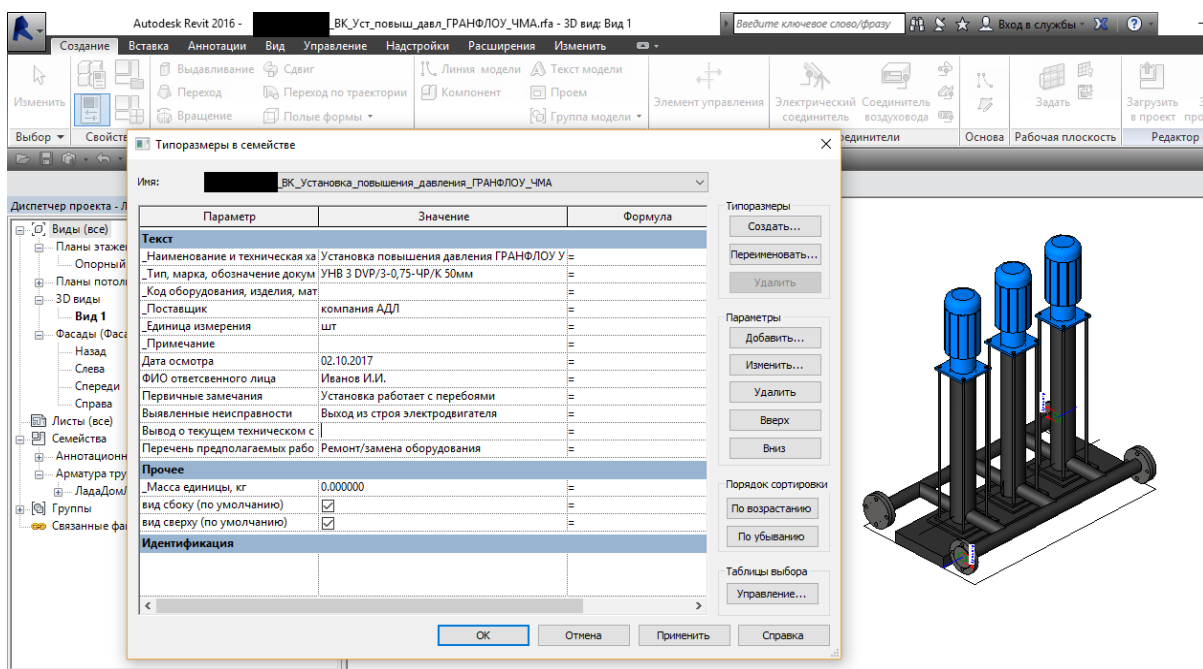 Autodesk Revit 2016 - _ВК_Уст_повыш_давл_ГРАНФЛОУ_ЧМА.rfa - 3D вид: Вид 1
Введите ключевое слово/фразу
Вход в службы
Создание Вставка Аннотации Вид Управление Надстройки Расширения Изменить
Выдавливание Сдвиг Линия модели Текст модели
Переход Переход по траектории Компонент Проем
Вращение Полые формы Группа модели
Изменить
Элемент управления
Электрический соединитель
Соединитель воздуховода
Задать
Загрузить в проект
Выбор Свойств единители Основа Рабочая плоскость Редактор
Диспетчер проекта - Л
Виды (все)
Планы этаже
Опорный
Планы потол
3D виды
Вид 1
Фасады (Фаса
Назад
Слева
Спереди
Справа
Листы (все)
Семейства
Аннотационн
Арматура тру
ЛадаДом
Группы
Связанные фа
Типоразмеры в семействе
Имя: _ВК_Установка_повышения_давления_ГРАНФЛОУ_ЧМА
Параметр Значение Формула
Текст
_Наименование и техническая ха Установка повышения давления ГРАНФЛОУ У =
_Тип, марка, обозначение докум УНВ 3 DVP/3-0,75-ЧР/К 50мм =
_Код оборудования, изделия, мат =
_Поставщик компания АДЛ =
_Единица измерения шт =
_Примечание =
Дата осмотра 02.10.2017 =
ФИО ответсвенного лица Иванов И.И. =
Первичные замечания Установка работает с перебоями =
Выявленные неисправности Выход из строя электродвигателя =
Вывод о текущем техническом с =
Перечень предполагаемых рабо Ремонт/замена оборудования =
Прочее
_Масса единицы, кг 0.000000 =
вид сбоку (по умолчанию) =
вид сверху (по умолчанию) =
Идентификация
Типоразмеры
Создать...
Переименовать...
Удалить
Параметры
Добавить...
Изменить...
Удалить
Вверх
Вниз
Порядок сортировки
По возрастанию
По убыванию
Таблицы выбора
Управление...
OK Отмена Применить Справка